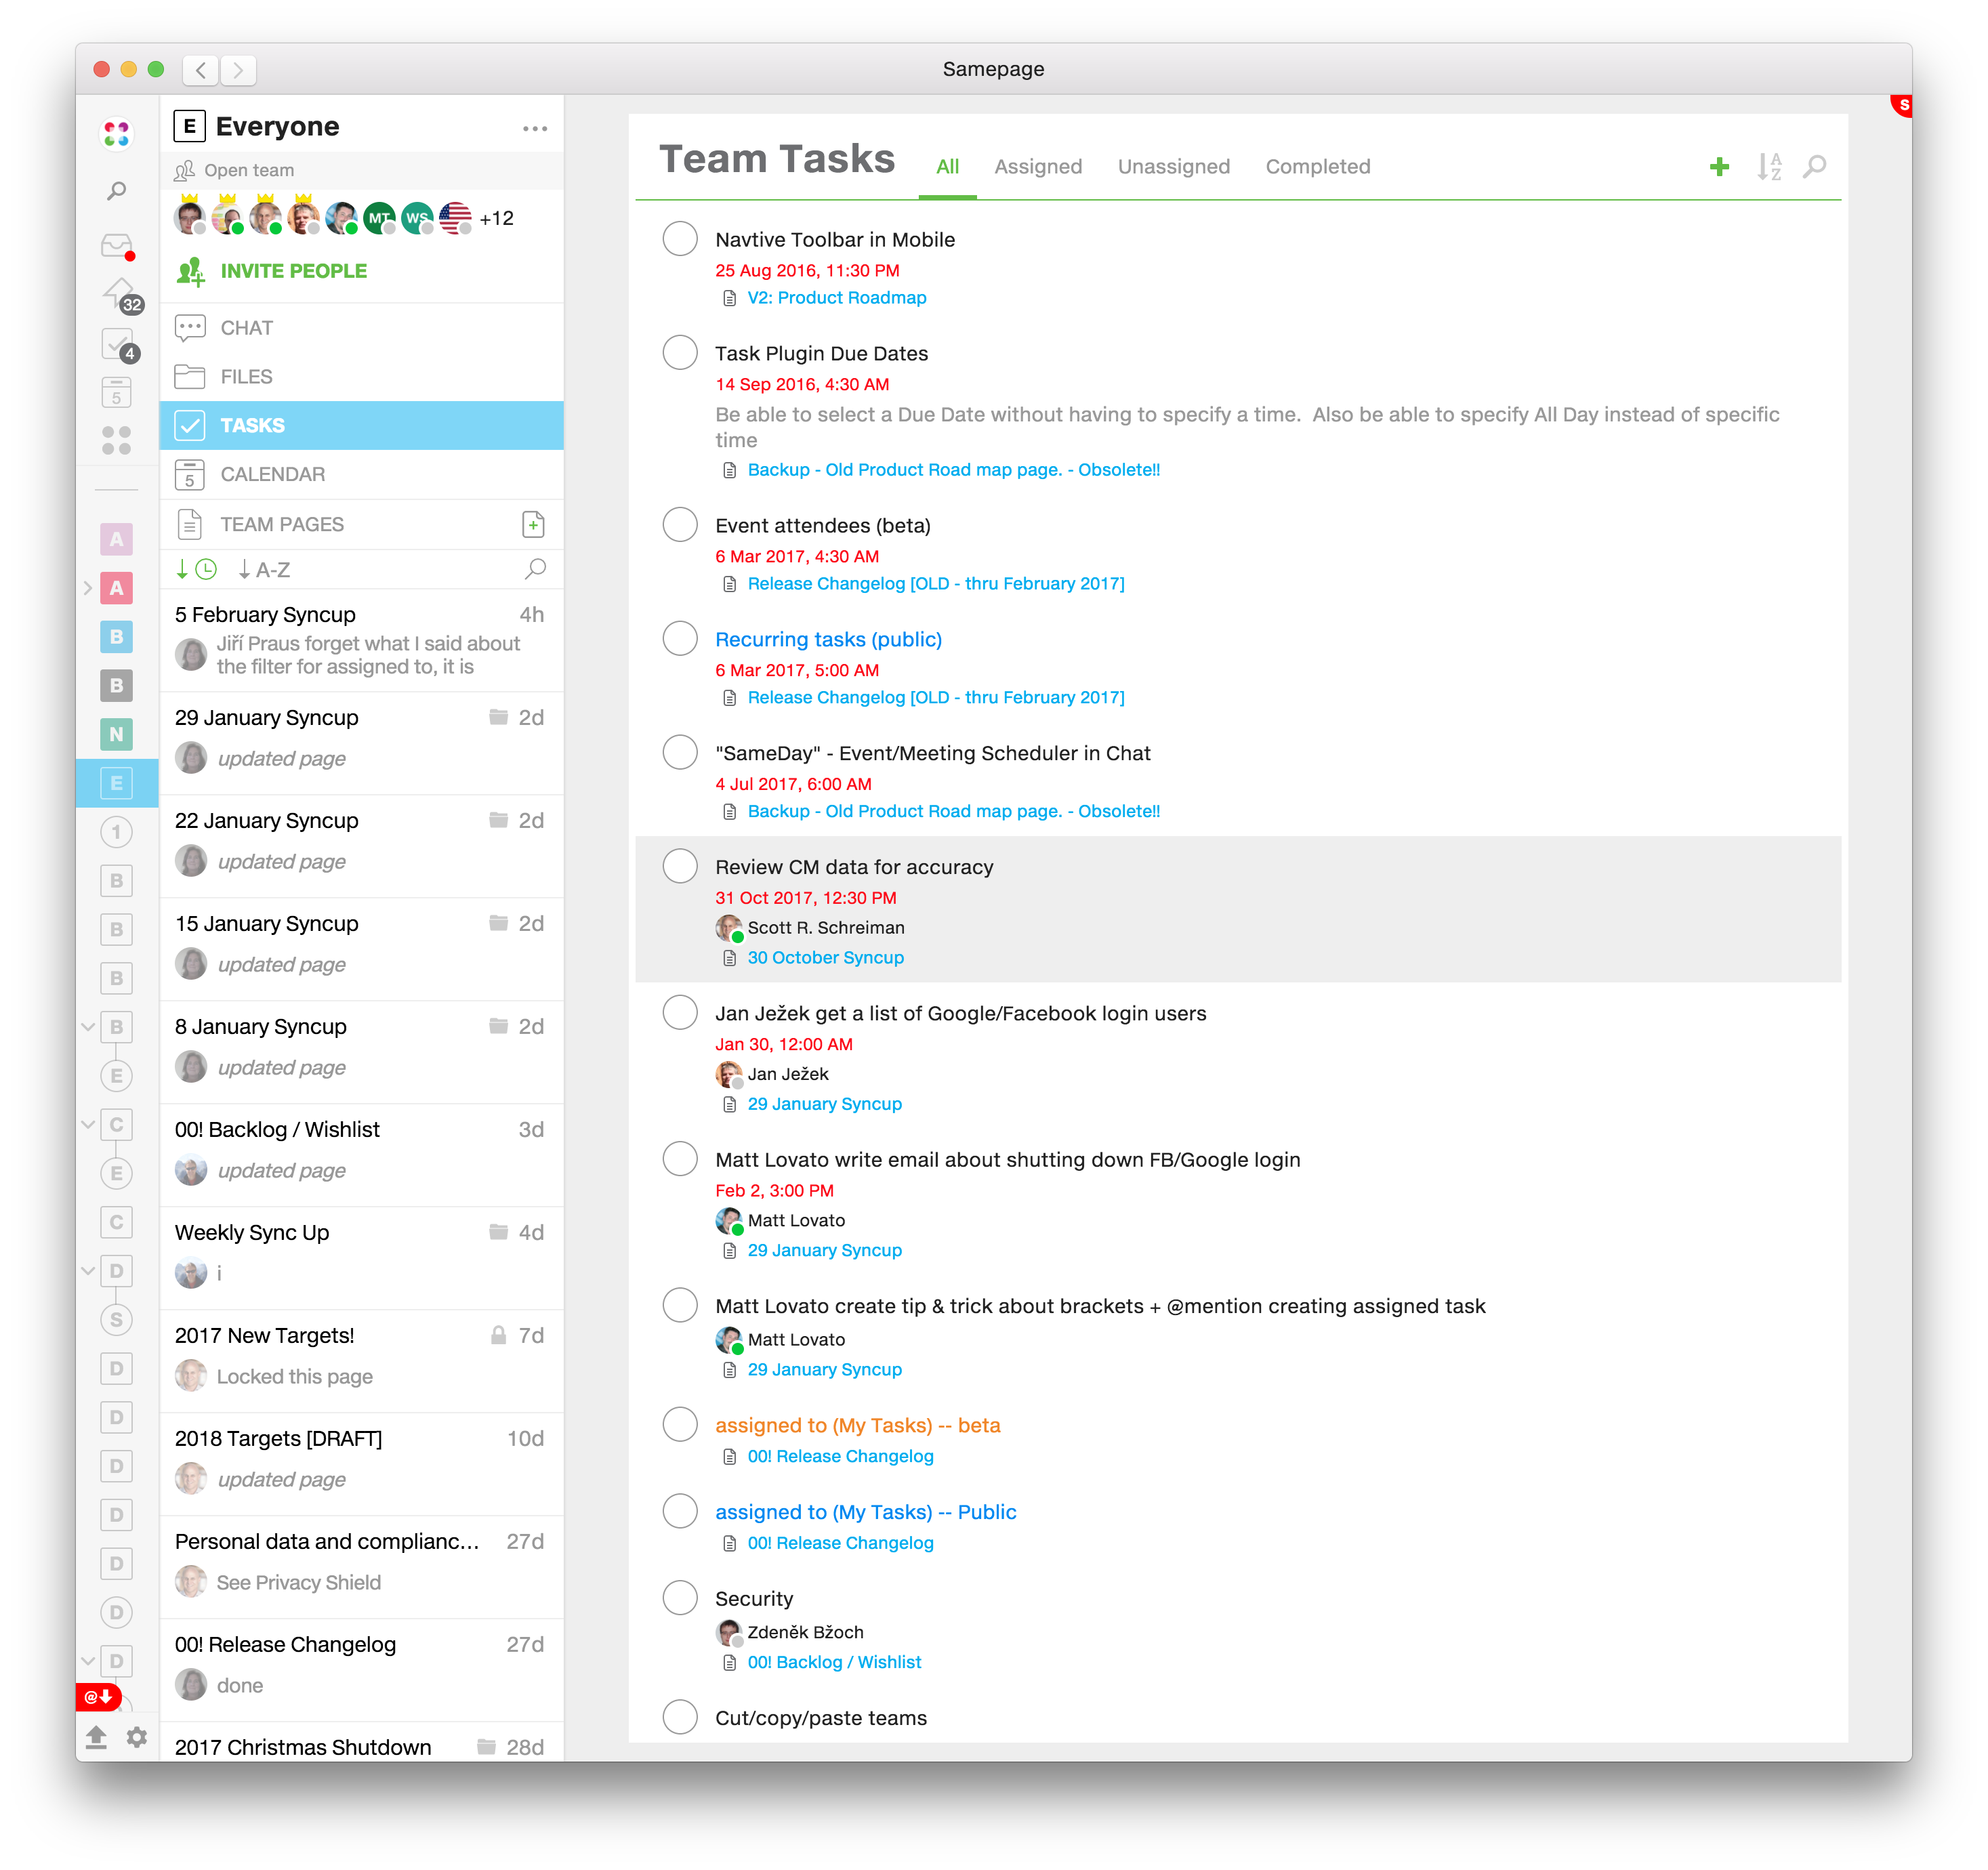 Samepage
S
E Everyone
Open team
MT
WS
+12
INVITE PEOPLE
32
4
5
CHAT
FILES
TASKS
5 CALENDAR
TEAM PAGES
A-Z
5 February Syncup 4h
Jiří Praus forget what I said about
the filter for assigned to, it is
29 January Syncup 2d
updated page
22 January Syncup 2d
updated page
15 January Syncup 2d
updated page
8 January Syncup 2d
updated page
00! Backlog / Wishlist 3d
updated page
Weekly Sync Up 4d
i
2017 New Targets! 7d
Locked this page
2018 Targets [DRAFT] 10d
updated page
Personal data and complianc... 27d
See Privacy Shield
00! Release Changelog 27d
done
2017 Christmas Shutdown 28d
A
A
B
B
N
E
1
B
B
B
B
E
C
E
C
D
S
D
D
D
D
D
D
D
@
Team Tasks All Assigned Unassigned Completed
A
Z
Navtive Toolbar in Mobile
25 Aug 2016, 11:30 PM
V2: Product Roadmap
Task Plugin Due Dates
14 Sep 2016, 4:30 AM
Be able to select a Due Date without having to specify a time.  Also be able to specify All Day instead of specific
time
Backup - Old Product Road map page. - Obsolete!!
Event attendees (beta)
6 Mar 2017, 4:30 AM
Release Changelog [OLD - thru February 2017]
Recurring tasks (public)
6 Mar 2017, 5:00 AM
Release Changelog [OLD - thru February 2017]
"SameDay" - Event/Meeting Scheduler in Chat
4 Jul 2017, 6:00 AM
Backup - Old Product Road map page. - Obsolete!!
Review CM data for accuracy
31 Oct 2017, 12:30 PM
Scott R. Schreiman
30 October Syncup
Jan Ježek get a list of Google/Facebook login users
Jan 30, 12:00 AM
Jan Ježek
29 January Syncup
Matt Lovato write email about shutting down FB/Google login
Feb 2, 3:00 PM
Matt Lovato
29 January Syncup
Matt Lovato create tip & trick about brackets + @mention creating assigned task
Matt Lovato
29 January Syncup
assigned to (My Tasks) -- beta
00! Release Changelog
assigned to (My Tasks) -- Public
00! Release Changelog
Security
Zdeněk Bžoch
00! Backlog / Wishlist
Cut/copy/paste teams